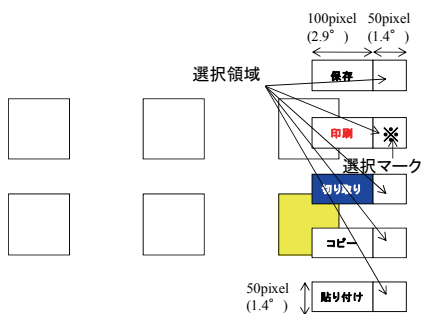 100pixel 50pixel
(2.9°) (1.4°)
選択領域
保存
印刷 ※
選択マーク
切り取り
コピー
50pixel
(1.4°)
貼り付け